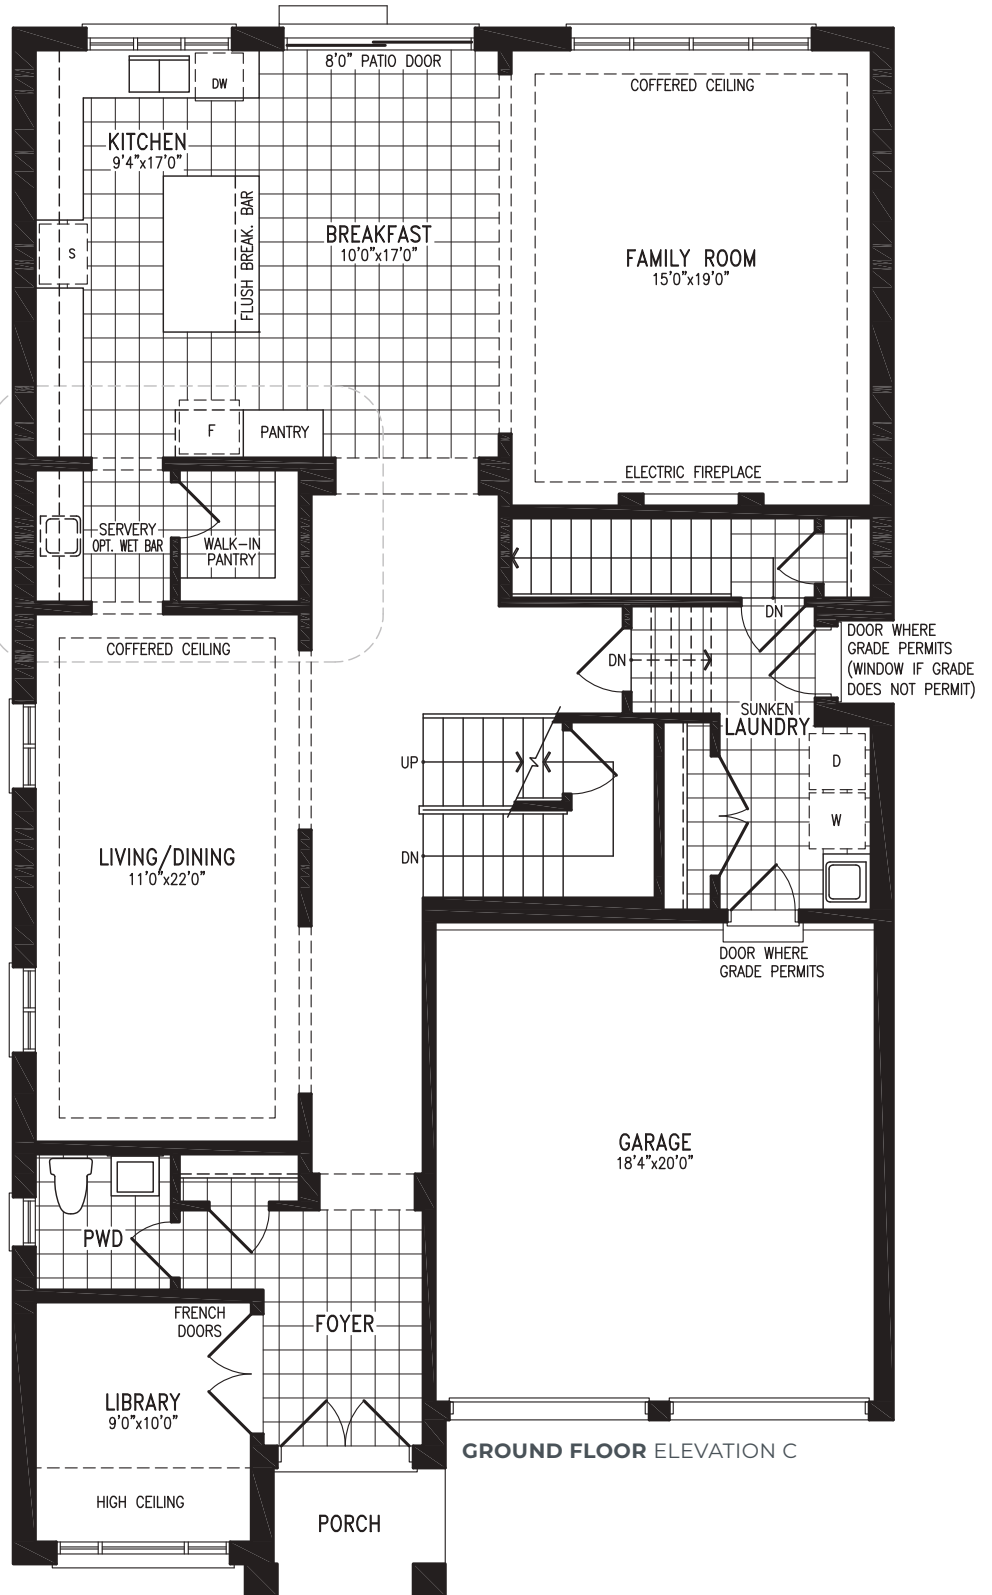 8'0" PATIO DOOR
DW
COFFERED CEILING
KITCHEN
9'4"x17'0"
FLUSH BREAK. BAR
BREAKFAST
10'0"x17'0"
S
FAMILY ROOM
15'0"x19'0"
F
PANTRY
ELECTRIC FIREPLACE
SERVERY
OPT. WET BAR
WALK-IN
PANTRY
DN
DOOR WHERE
GRADE PERMITS
(WINDOW IF GRADE
DOES NOT PERMIT)
COFFERED CEILING
DN
SUNKEN
LAUNDRY
UP
D
W
DN
LIVING/DINING
11'0"x22'0"
DOOR WHERE
GRADE PERMITS
GARAGE
18'4"x20'0"
PWD
FRENCH
DOORS
FOYER
LIBRARY
9'0"x10'0"
GROUND FLOOR ELEVATION C
HIGH CEILING
PORCH